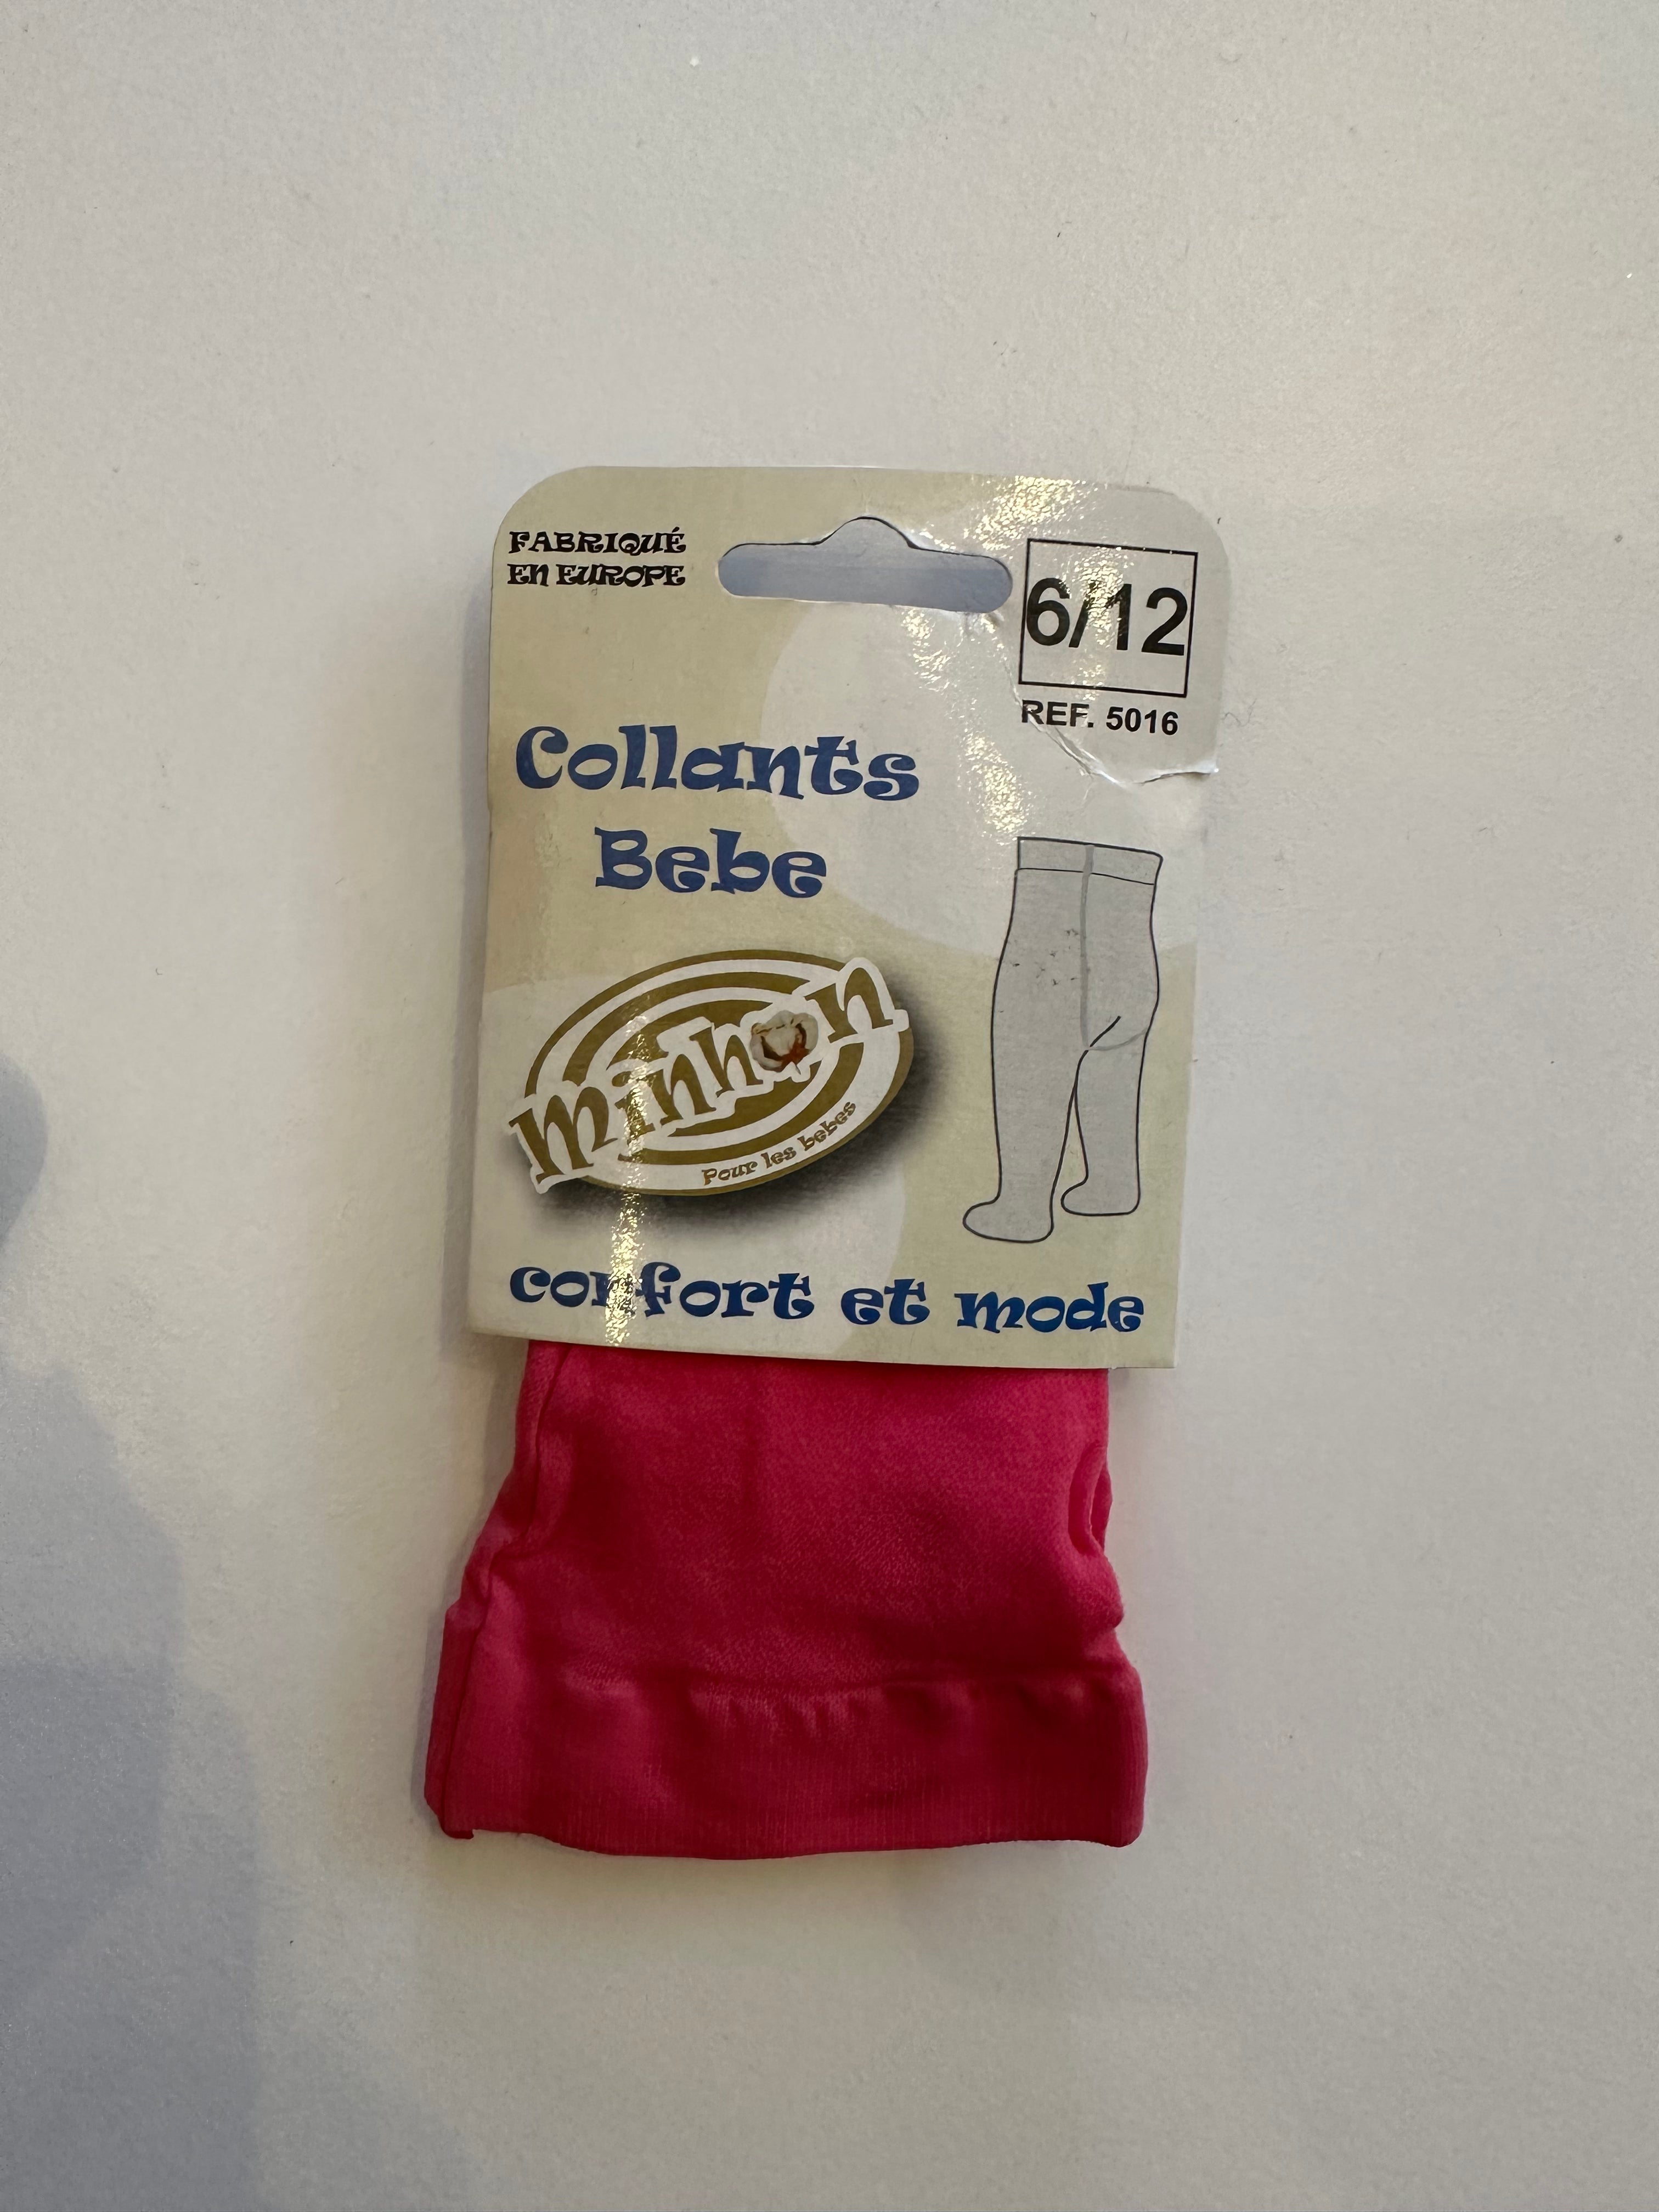 FABRIQUÉ
EN EUROPE
6/12
REF. 5016
Collants
Bebe
minhon
Pour les bebes
confort et mode